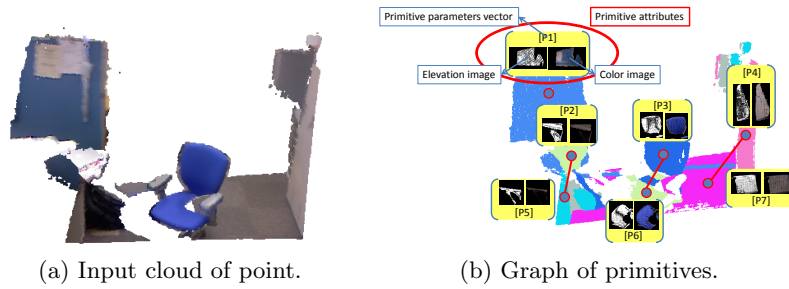 Primitive parameters vector
Primitive attributes
[P1]
Elevation image
Color image
[P4]
[P2]
[P3]
[P5]
[P7]
[P6]
(a) Input cloud of point.
(b) Graph of primitives.